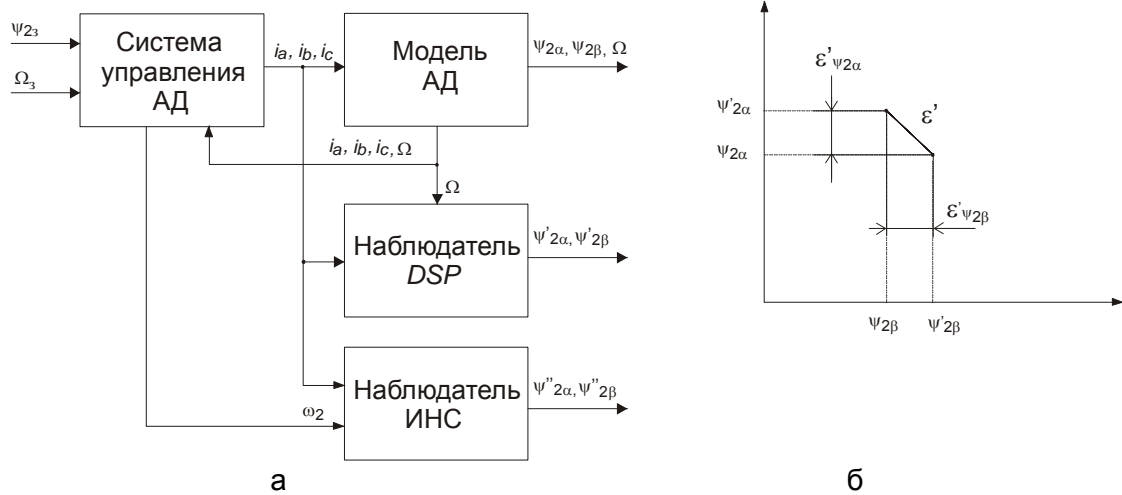 ψ2з
Ωз
Система
управления
АД
ia, ib, ic
Модель
АД
ψ2α, ψ2β, Ω
ia, ib, ic, Ω
Ω
Наблюдатель
DSP
ψ'2α, ψ'2β
Наблюдатель
ИНС
ψ''2α, ψ''2β
ω2
а
ε'ψ2α
ψ'2α
ε'
ψ2α
ε'ψ2β
ψ2β
ψ'2β
б